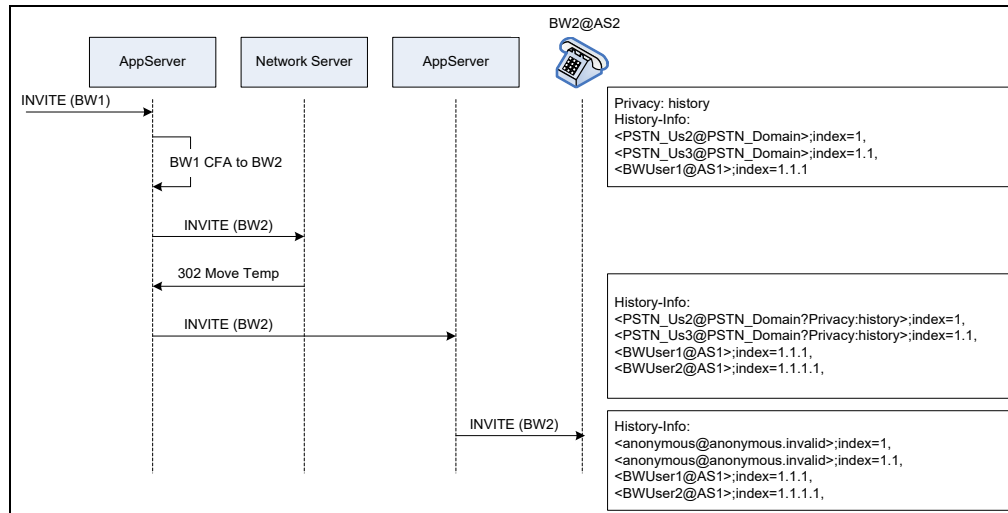 BW2@AS2
AppServer
Network Server
AppServer
INVITE (BW1)
BW1 CFA to BW2
INVITE (BW2)
302 Move Temp
INVITE (BW2)
INVITE (BW2)
Privacy: history
History-Info:
<PSTN_Us2@PSTN_Domain>;index=1,
<PSTN_Us3@PSTN_Domain>;index=1.1,
<BWUser1@AS1>;index=1.1.1
History-Info:
<PSTN_Us2@PSTN_Domain?Privacy:history>;index=1,
<PSTN_Us3@PSTN_Domain?Privacy:history>;index=1.1,
<BWUser1@AS1>;index=1.1.1,
<BWUser2@AS1>;index=1.1.1.1,
History-Info:
<anonymous@anonymous.invalid>;index=1,
<anonymous@anonymous.invalid>;index=1.1,
<BWUser1@AS1>;index=1.1.1,
<BWUser2@AS1>;index=1.1.1.1,